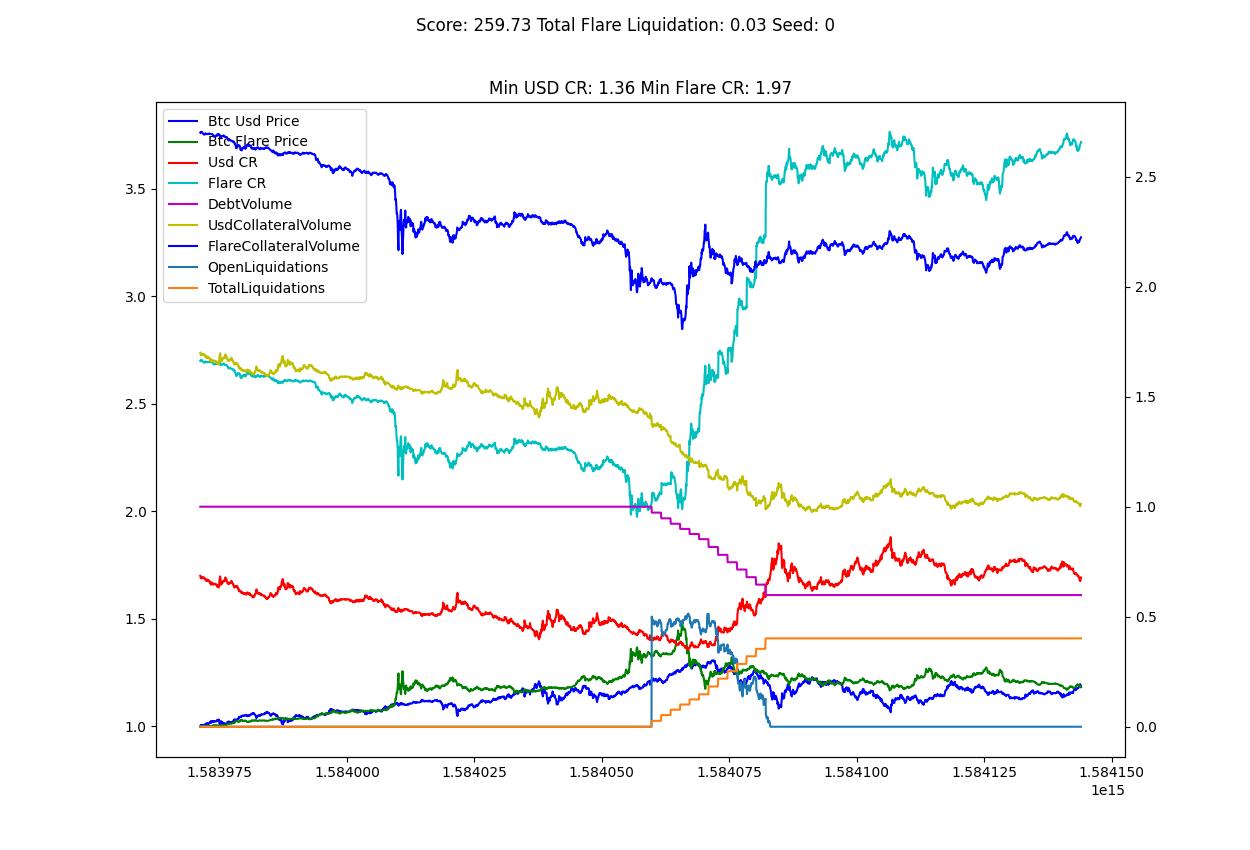 Score: 259.73 Total Flare Liquidation: 0.03 Seed: 0
Min USD CR: 1.36 Min Flare CR: 1.97
Btc Usd Price
Btc Flare Price
Usd CR
Flare CR
DebtVolume
UsdCollateralVolume
FlareCollateralVolume
OpenLiquidations
TotalLiquidations
3.5
3.0
2.5
2.0
1.5
1.0
2.5
2.0
1.5
1.0
0.5
0.0
1.583975 1.584000 1.584025 1.584050 1.584075 1.584100 1.584125 1.584150
1e15